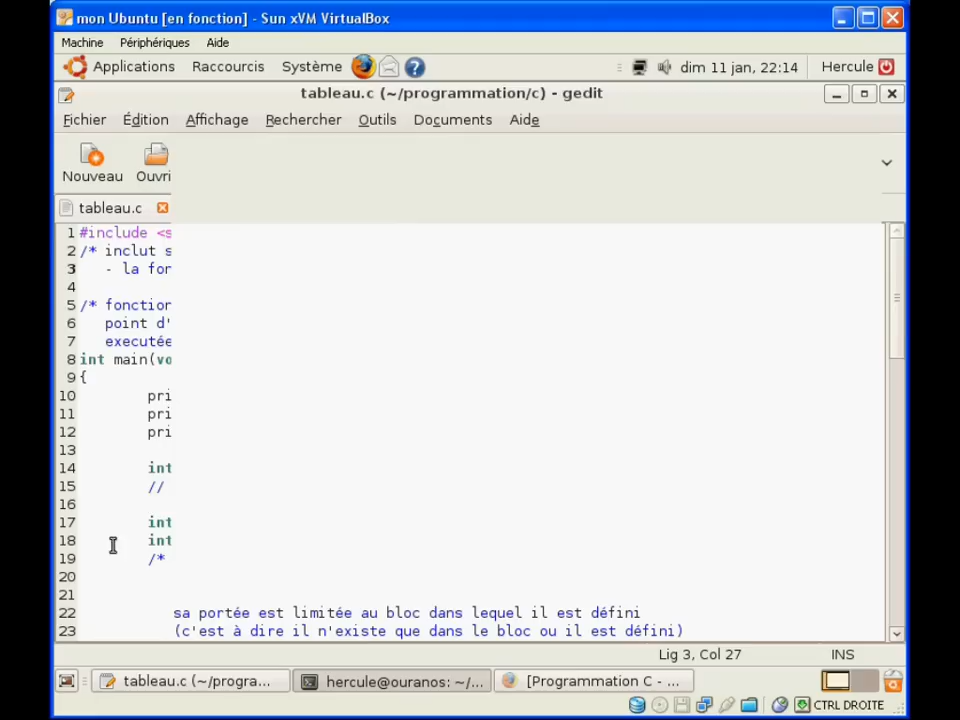 mon Ubuntu [en fonction] - Sun xVM VirtualBox
Machine Périphériques Aide
Applications Raccourcis Système dim 11 jan, 22:14 Hercule
tableau.c (~/programmation/c) - gedit
Fichier Édition Affichage Rechercher Outils Documents Aide
Nouveau Ouvri
tableau.c
1 #include <s
2 /* inclut s
3 - la for
4
5 /* fonction
6 point d'
7 executée
8 int main(vo
9 {
10 pri
11 pri
12 pri
13
14 int
15 //
16
17 int
18 int
19 /*
20
21
22 sa portée est limitée au bloc dans lequel il est défini
23 (c'est à dire il n'existe que dans le bloc ou il est défini)
Lig 3, Col 27 INS
tableau.c (~/progra... hercule@ouranos: ~/... [Programmation C - ...
CTRL DROITE